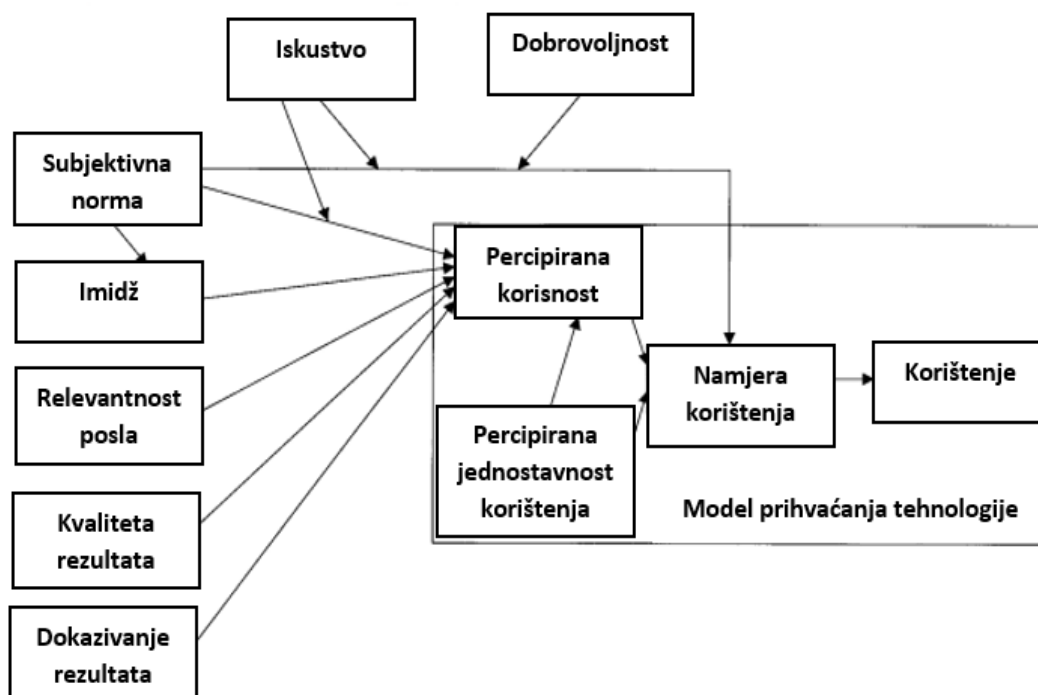 Iskustvo
Dobrovoljnost
Subjektivna
norma
Imidž
Relevantnost
posla
Kvaliteta
rezultata
Dokazivanje
rezultata
Percipirana
korisnost
Percipirana
jednostavnost
korištenja
Namjera
korištenja
Korištenje
Model prihvaćanja tehnologije